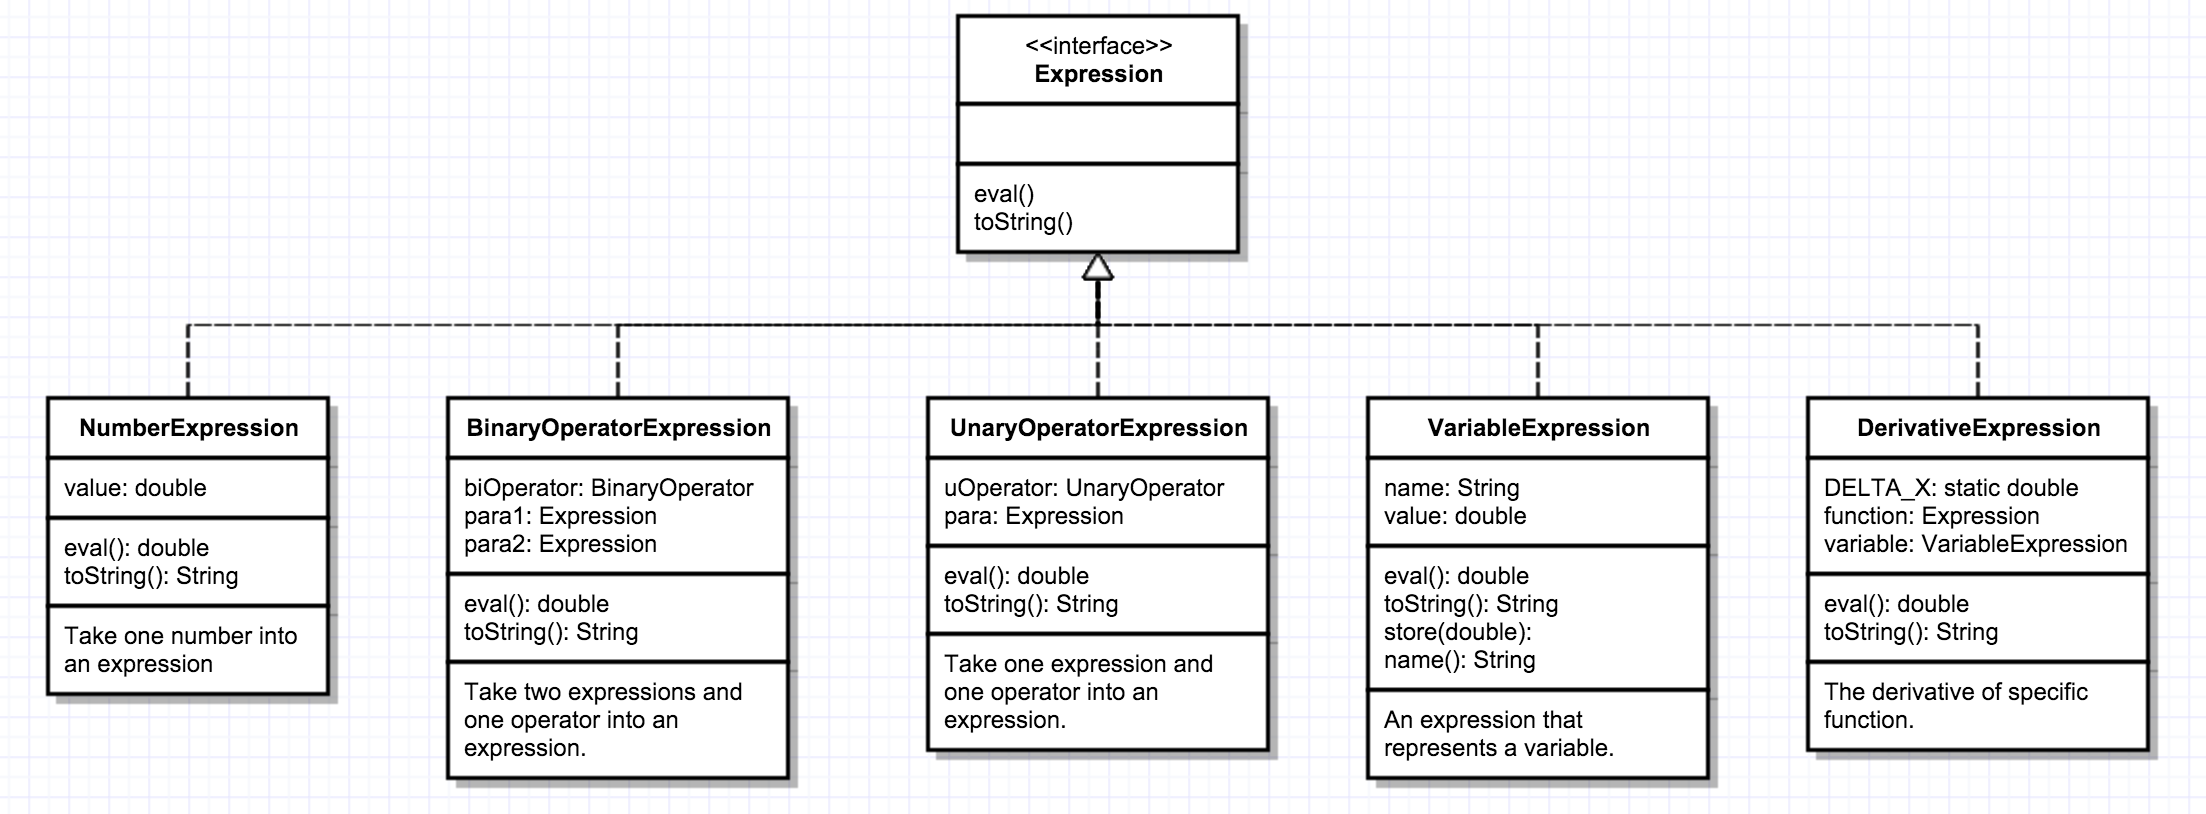 <<interface>>
Expression
eval()
toString()
NumberExpression
value: double
eval(): double
toString(): String
Take one number into
an expression
BinaryOperatorExpression
biOperator: BinaryOperator
para1: Expression
para2: Expression
eval(): double
toString(): String
Take two expressions and
one operator into an
expression.
UnaryOperatorExpression
uOperator: UnaryOperator
para: Expression
eval(): double
toString(): String
Take one expression and
one operator into an
expression.
VariableExpression
name: String
value: double
eval(): double
toString(): String
store(double):
name(): String
An expression that
represents a variable.
DerivativeExpression
DELTA_X: static double
function: Expression
variable: VariableExpression
eval(): double
toString(): String
The derivative of specific
function.